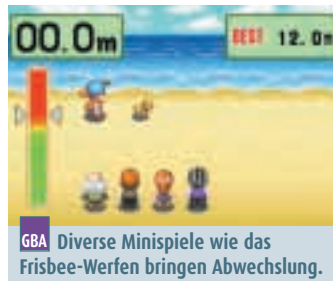 00.0m
BEST 12.0m
GBA Diverse Minispiele wie das
Frisbee-Werfen bringen Abwechslung.